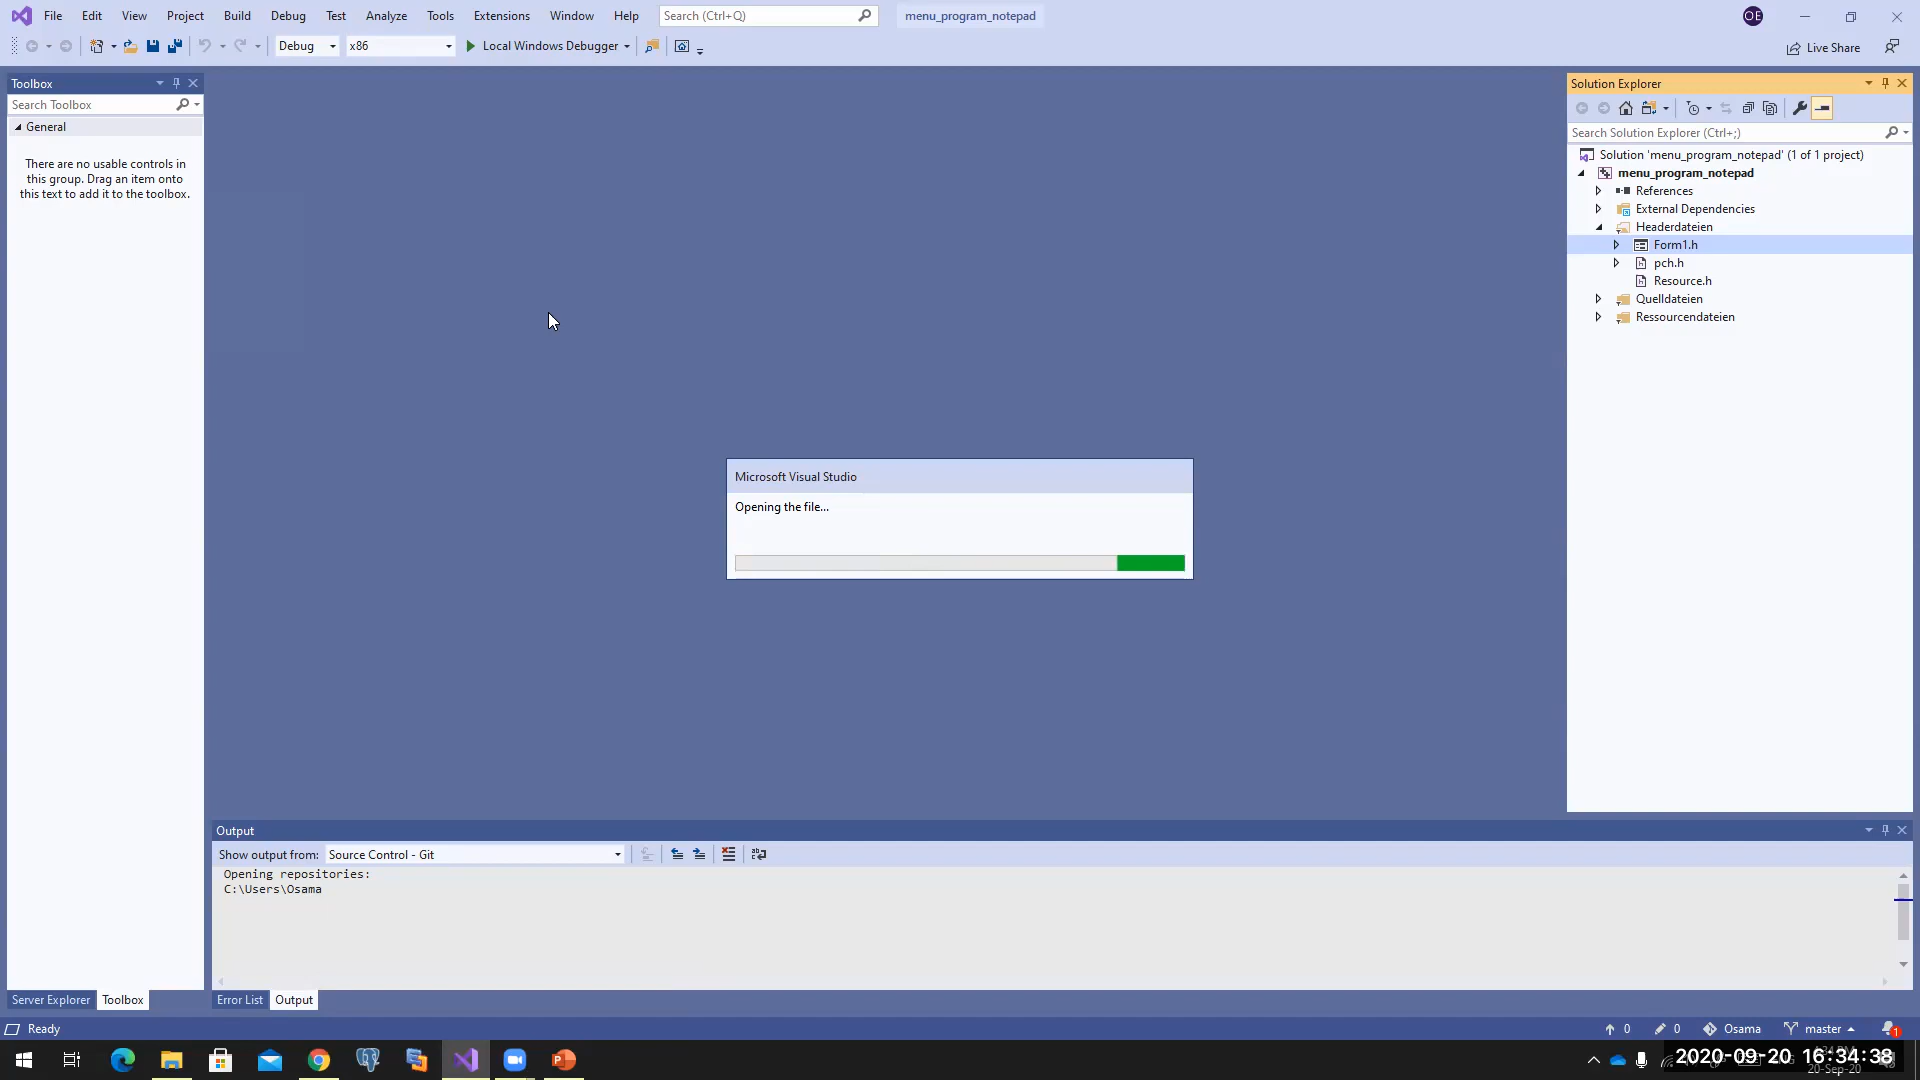 File Edit View Project Build Debug Test Analyze Tools Extensions Window Help Search (Ctrl+Q) menu_program_notepad OE
Debug x86 Local Windows Debugger Live Share
Toolbox
Search Toolbox
General
There are no usable controls in
this group. Drag an item onto
this text to add it to the toolbox.
Solution Explorer
Search Solution Explorer (Ctrl+;)
Solution 'menu_program_notepad' (1 of 1 project)
menu_program_notepad
References
External Dependencies
Headerdateien
Form1.h
pch.h
Resource.h
Quelldateien
Ressourcendateien
Microsoft Visual Studio
Opening the file...
Output
Show output from: Source Control - Git
Opening repositories:
C:\Users\Osama
Server Explorer Toolbox Error List Output
Ready 0 0 Osama master 1
2020-09-20 16:34:38
20-Sep-20